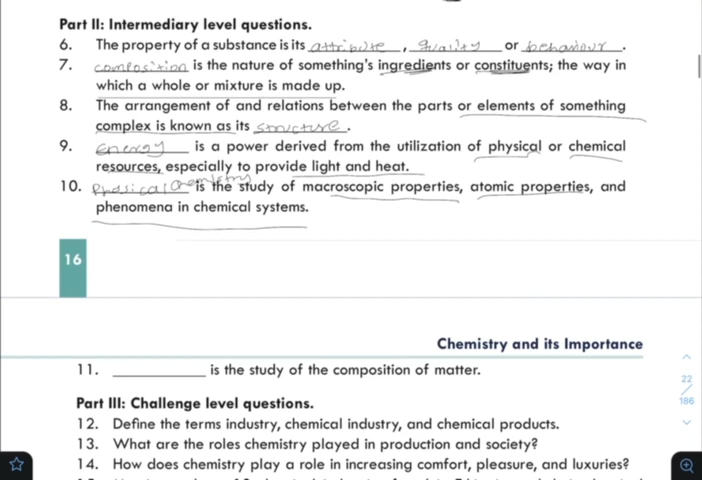 Part II: Intermediary level questions.
6. The property of a substance is its attribute, quality or behaviour.
7. composition is the nature of something's ingredients or constituents; the way in
which a whole or mixture is made up.
8. The arrangement of and relations between the parts or elements of something
complex is known as its structure.
9. Energy is a power derived from the utilization of physical or chemical
resources, especially to provide light and heat.
10. Physical chemistry is the study of macroscopic properties, atomic properties, and
phenomena in chemical systems.
16
Chemistry and its Importance
11. ____________ is the study of the composition of matter.
22
/
186
Part III: Challenge level questions.
12. Define the terms industry, chemical industry, and chemical products.
13. What are the roles chemistry played in production and society?
14. How does chemistry play a role in increasing comfort, pleasure, and luxuries?